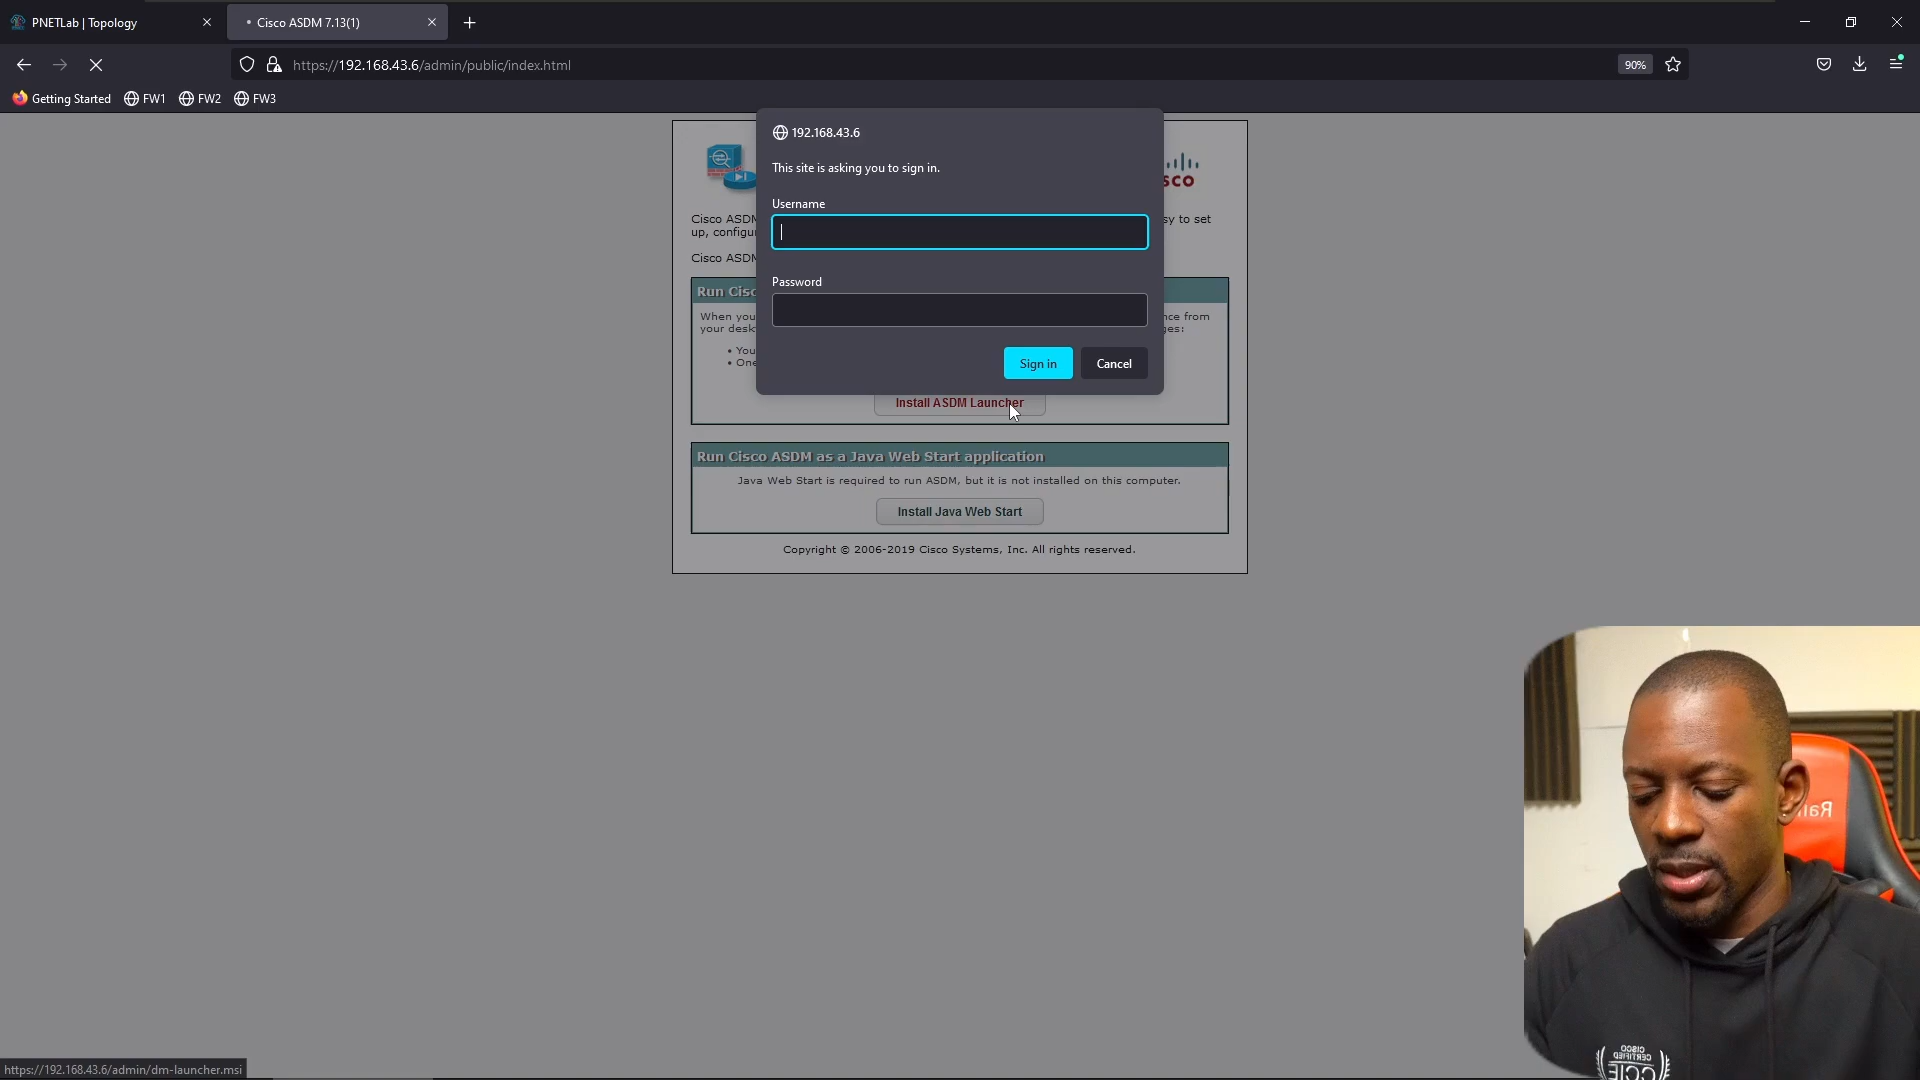 PNETLab | Topology
Cisco ASDM 7.13(1)
https://192.168.43.6/admin/public/index.html
90%
Getting Started
FW1
FW2
FW3
192.168.43.6
This site is asking you to sign in.
Username
Password
Sign in
Cancel
sco
Cisco ASDM
sy to set
up, configu
Cisco ASDM
Run Cisc
When you
nce from
your desk
ges:
• You
• One
Install ASDM Launcher
Run Cisco ASDM as a Java Web Start application
Java Web Start is required to run ASDM, but it is not installed on this computer.
Install Java Web Start
Copyright © 2006-2019 Cisco Systems, Inc. All rights reserved.
https://192.168.43.6/admin/dm-launcher.msi
Ra
CISCO
CERTIFIED
CCIE